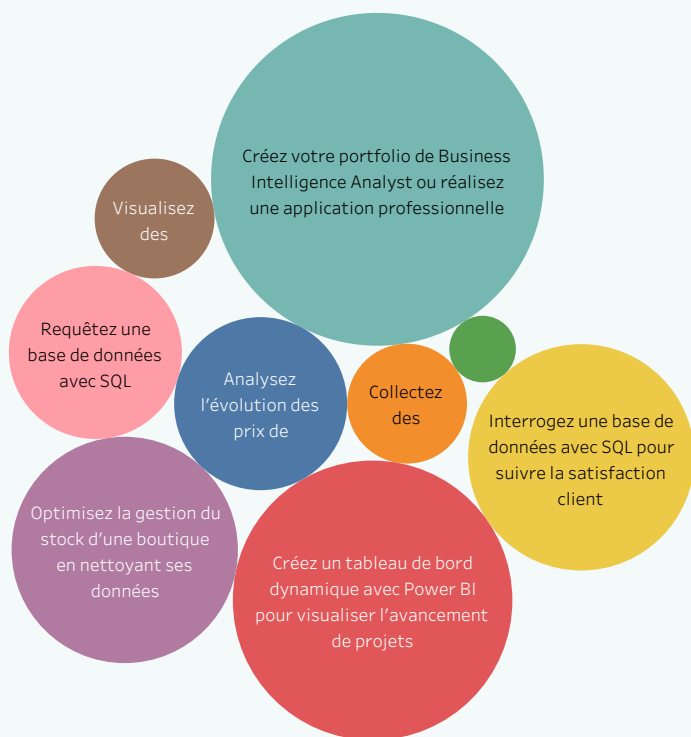 Créez votre portfolio de Business
Intelligence Analyst ou réalisez
une application professionnelle
Visualisez
des
Requêtez une
base de données
avec SQL
Analysez
l'évolution des
prix de
Collectez
des
Interrogez une base de
données avec SQL pour
suivre la satisfaction
client
Optimisez la gestion du
stock d'une boutique
en nettoyant ses
données
Créez un tableau de bord
dynamique avec Power BI
pour visualiser l'avancement
de projets